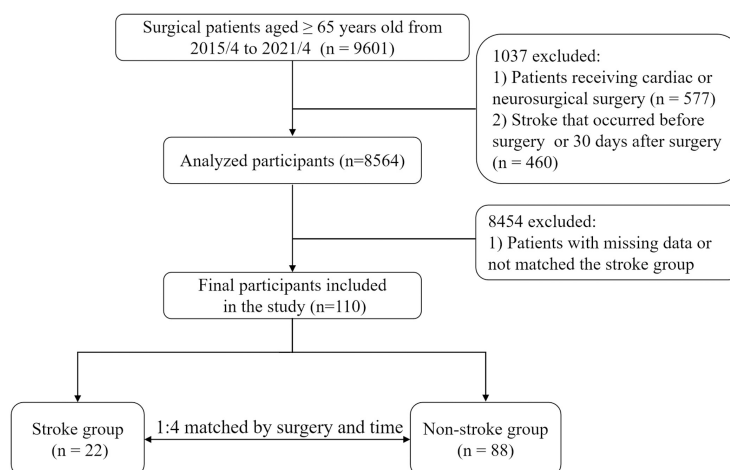 Surgical patients aged ≥ 65 years old from
2015/4 to 2021/4 (n = 9601)
1037 excluded:
1) Patients receiving cardiac or
neurosurgical surgery (n = 577)
2) Stroke that occurred before
surgery or 30 days after surgery
(n = 460)
Analyzed participants (n=8564)
8454 excluded:
1) Patients with missing data or
not matched the stroke group
Final participants included
in the study (n=110)
Stroke group
(n = 22)
1:4 matched by surgery and time
Non-stroke group
(n = 88)